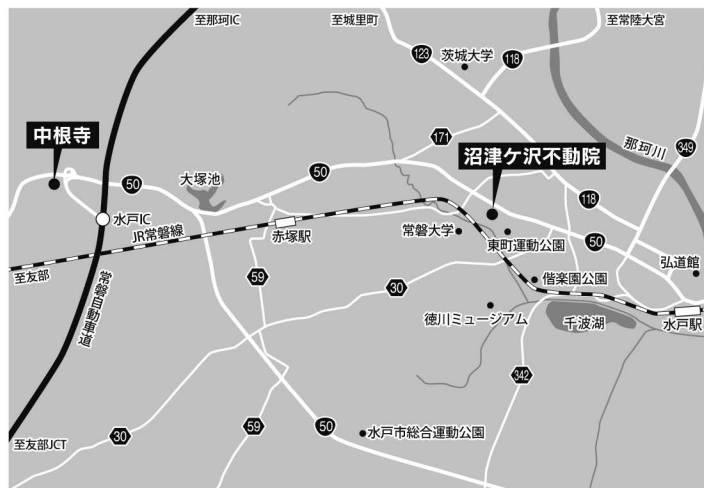 至那珂IC
至城里町
至常陸大宮
123
茨城大学
118
171
中根寺
沼津ケ沢不動院
那珂川
349
50
大塚池
50
118
水戸IC
JR常磐線
赤塚駅
常磐大学
東町運動公園
50
弘道館
至友部
59
30
偕楽園公園
常磐自動車道
徳川ミュージアム
千波湖
水戸駅
342
至友部JCT
30
59
50
水戸市総合運動公園